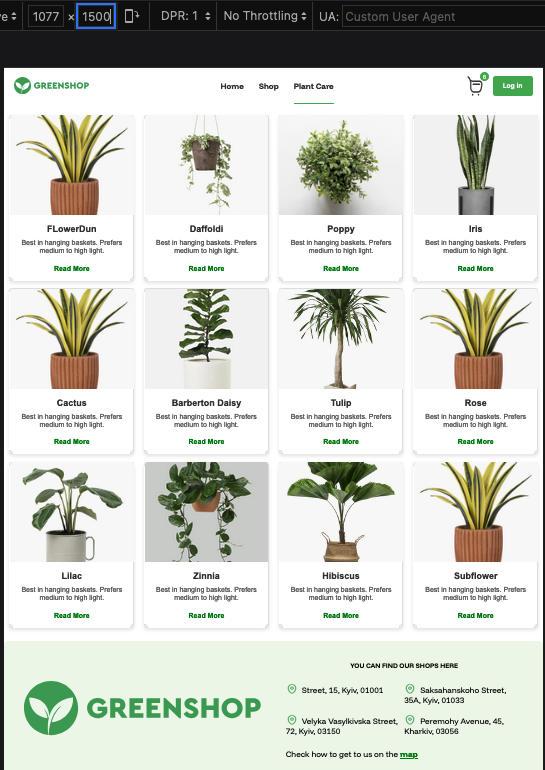 1077 × 1500 DPR: 1 No Throttling UA: Custom User Agent
GREENSHOP Home Shop Plant Care 6 Log in
FLowerDun Daffoldi Poppy Iris
Best in hanging baskets. Prefers Best in hanging baskets. Prefers Best in hanging baskets. Prefers Best in hanging baskets. Prefers
medium to high light. medium to high light. medium to high light. medium to high light.
Read More Read More Read More Read More
Cactus Barberton Daisy Tulip Rose
Best in hanging baskets. Prefers Best in hanging baskets. Prefers Best in hanging baskets. Prefers Best in hanging baskets. Prefers
medium to high light. medium to high light. medium to high light. medium to high light.
Read More Read More Read More Read More
Lilac Zinnia Hibiscus Subflower
Best in hanging baskets. Prefers Best in hanging baskets. Prefers Best in hanging baskets. Prefers Best in hanging baskets. Prefers
medium to high light. medium to high light. medium to high light. medium to high light.
Read More Read More Read More Read More
YOU CAN FIND OUR SHOPS HERE
GREENSHOP
Street, 15, Kyiv, 01001 Saksahanskoho Street,
35A, Kyiv, 01033
Velyka Vasylkivska Street, Peremohy Avenue, 45,
72, Kyiv, 03150 Kharkiv, 03056
Check how to get to us on the map